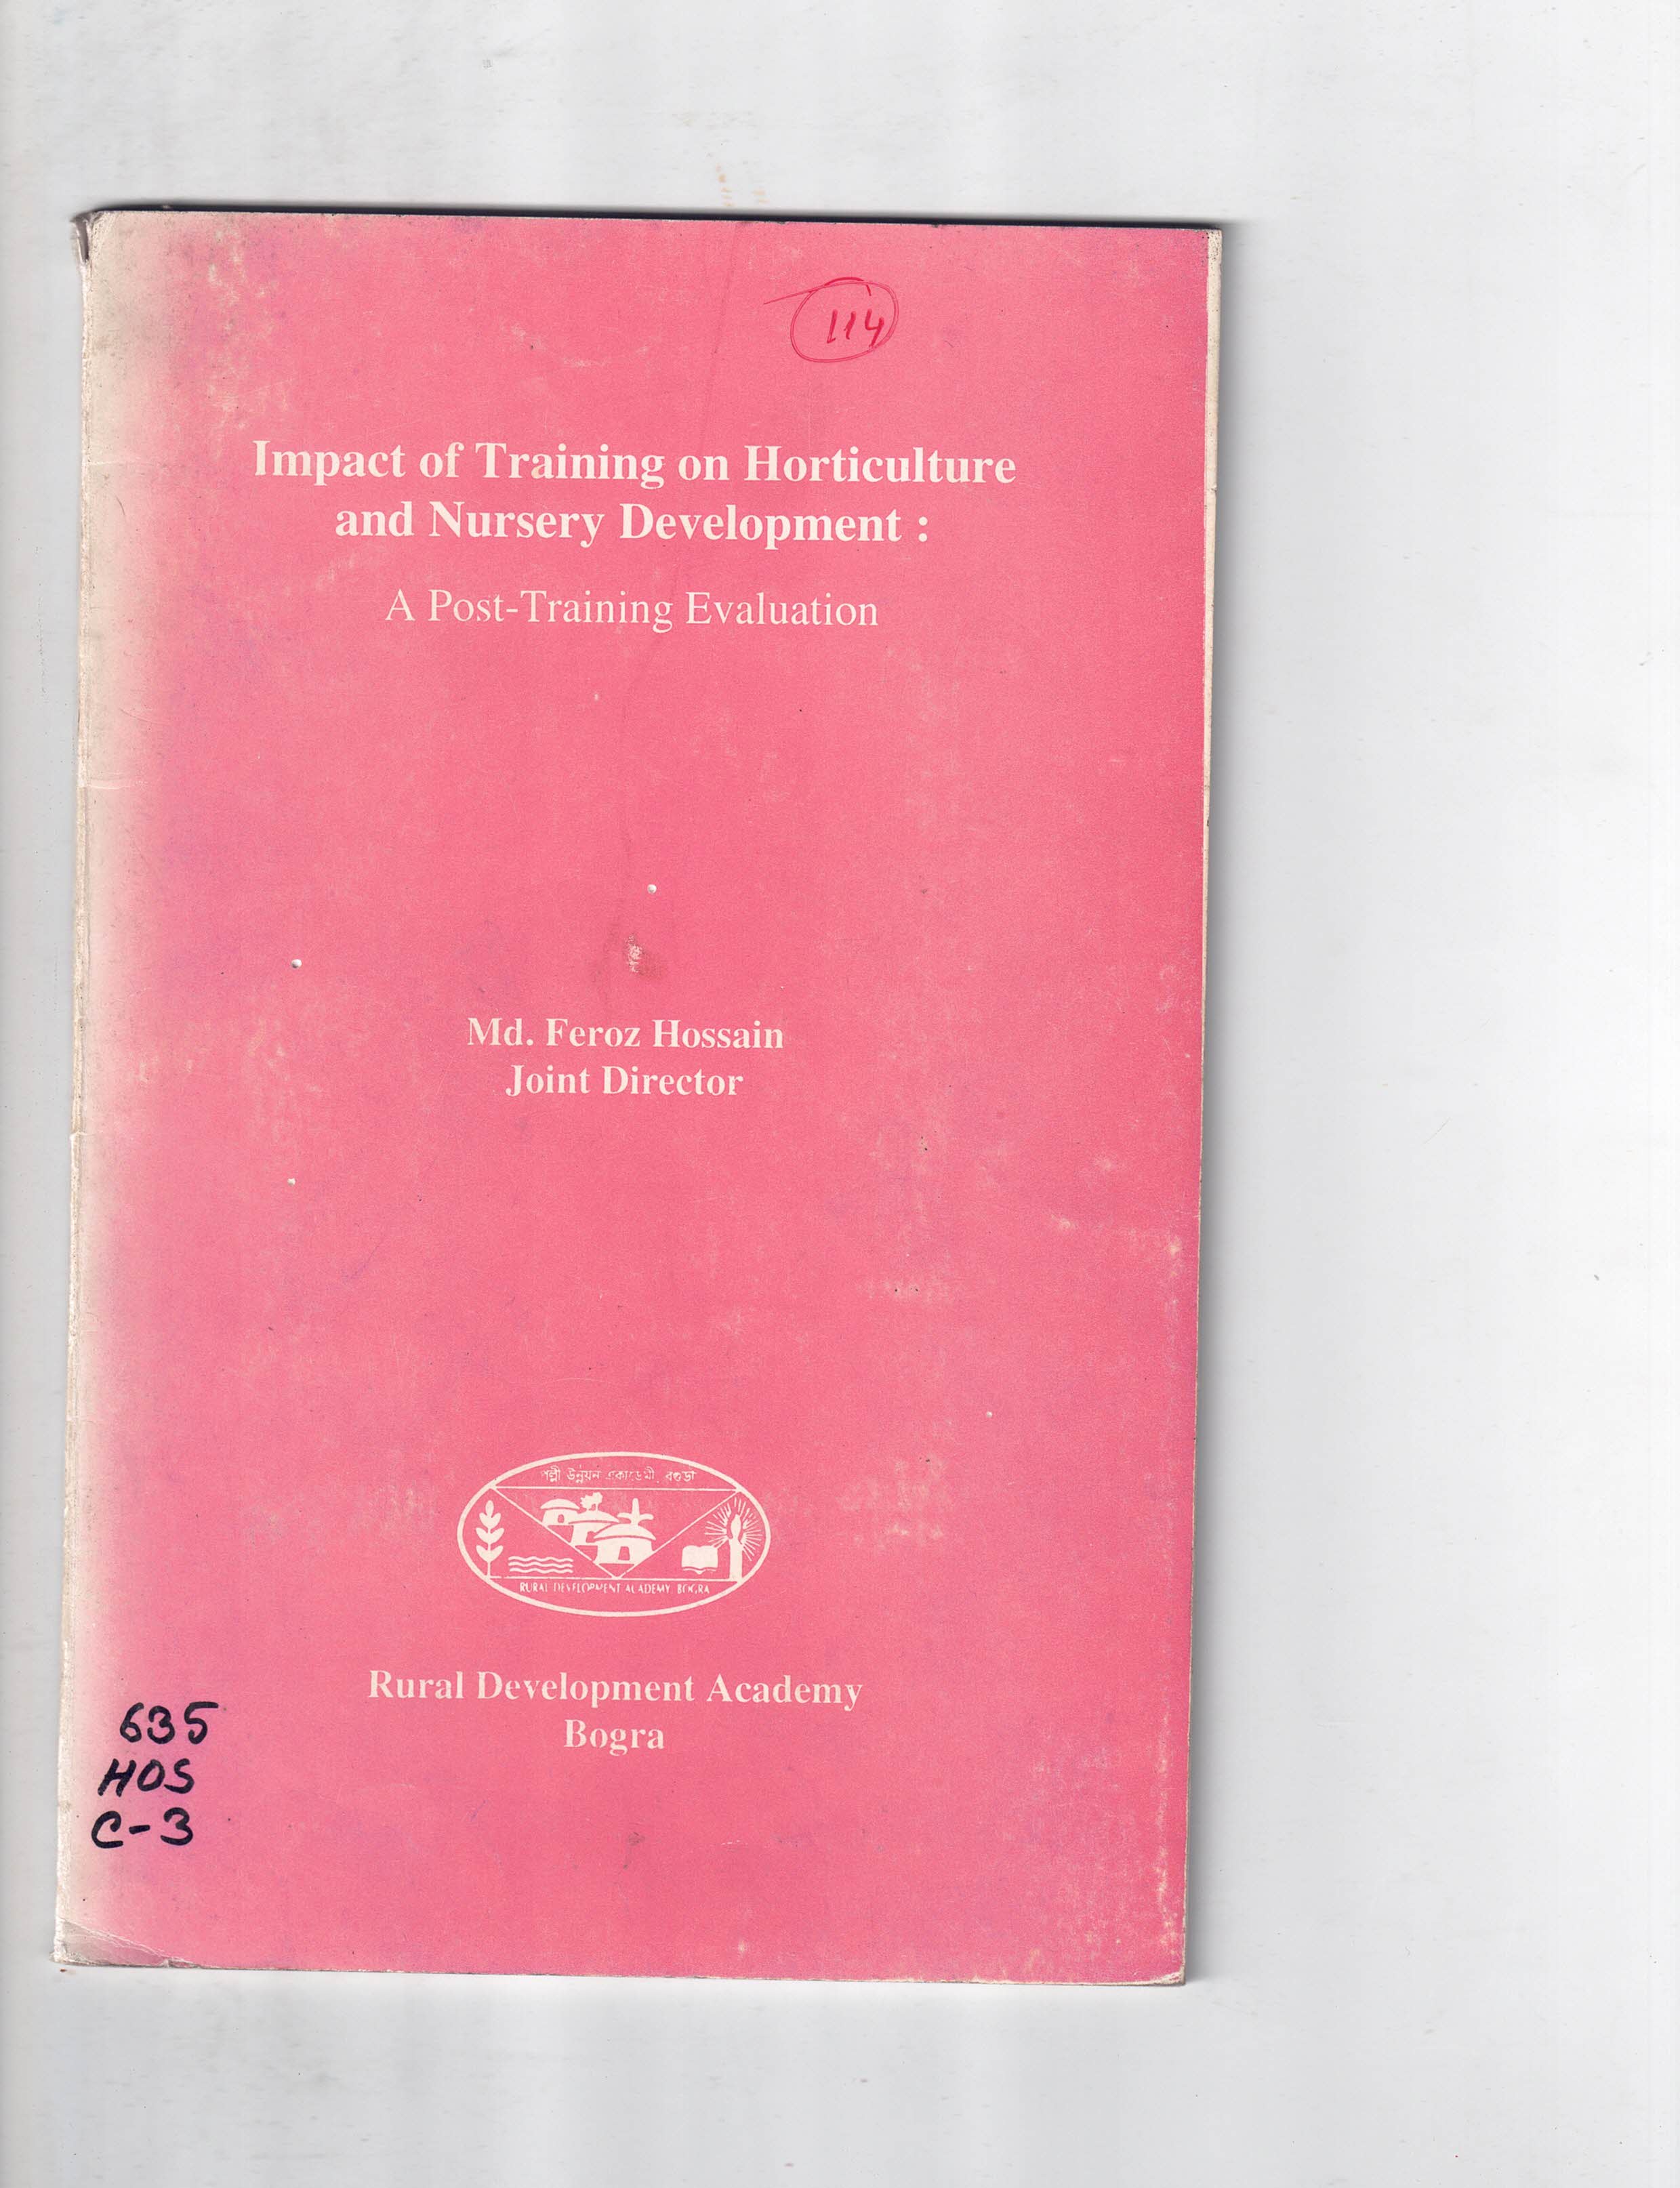 114
Impact of Training on Horticulture
and Nursery Development :
A Post-Training Evaluation
Md. Feroz Hossain
Joint Director
পল্লী উন্নয়ন একাডেমী, বগুড়া
RURAL DEVELOPMENT ACADEMY, BOGRA
Rural Development Academy
Bogra
635
HOS
C-3